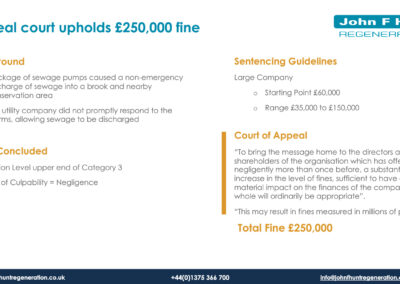 eal court upholds £250,000 fine
John F H
REGENERA
round
Sentencing Guidelines
ckage of sewage pumps caused a non-emergency
charge of sewage into a brook and nearby
servation area
utility company did not promptly respond to the
rms, allowing sewage to be discharged
Large Company
o Starting Point £60,000
o Range £35,000 to £150,000
Concluded
ion Level upper end of Category 3
of Culpability = Negligence
Court of Appeal
"To bring the message home to the directors a
shareholders of the organisation which has offe
negligently more than once before, a substant
increase in the level of fines, sufficient to have
material impact on the finances of the compan
whole will ordinarily be appropriate".
"This may result in fines measured in millions of p
Total Fine £250,000
huntregeneration.co.uk
+44(0)1375 366 700
info@johnfhuntregeneration.co